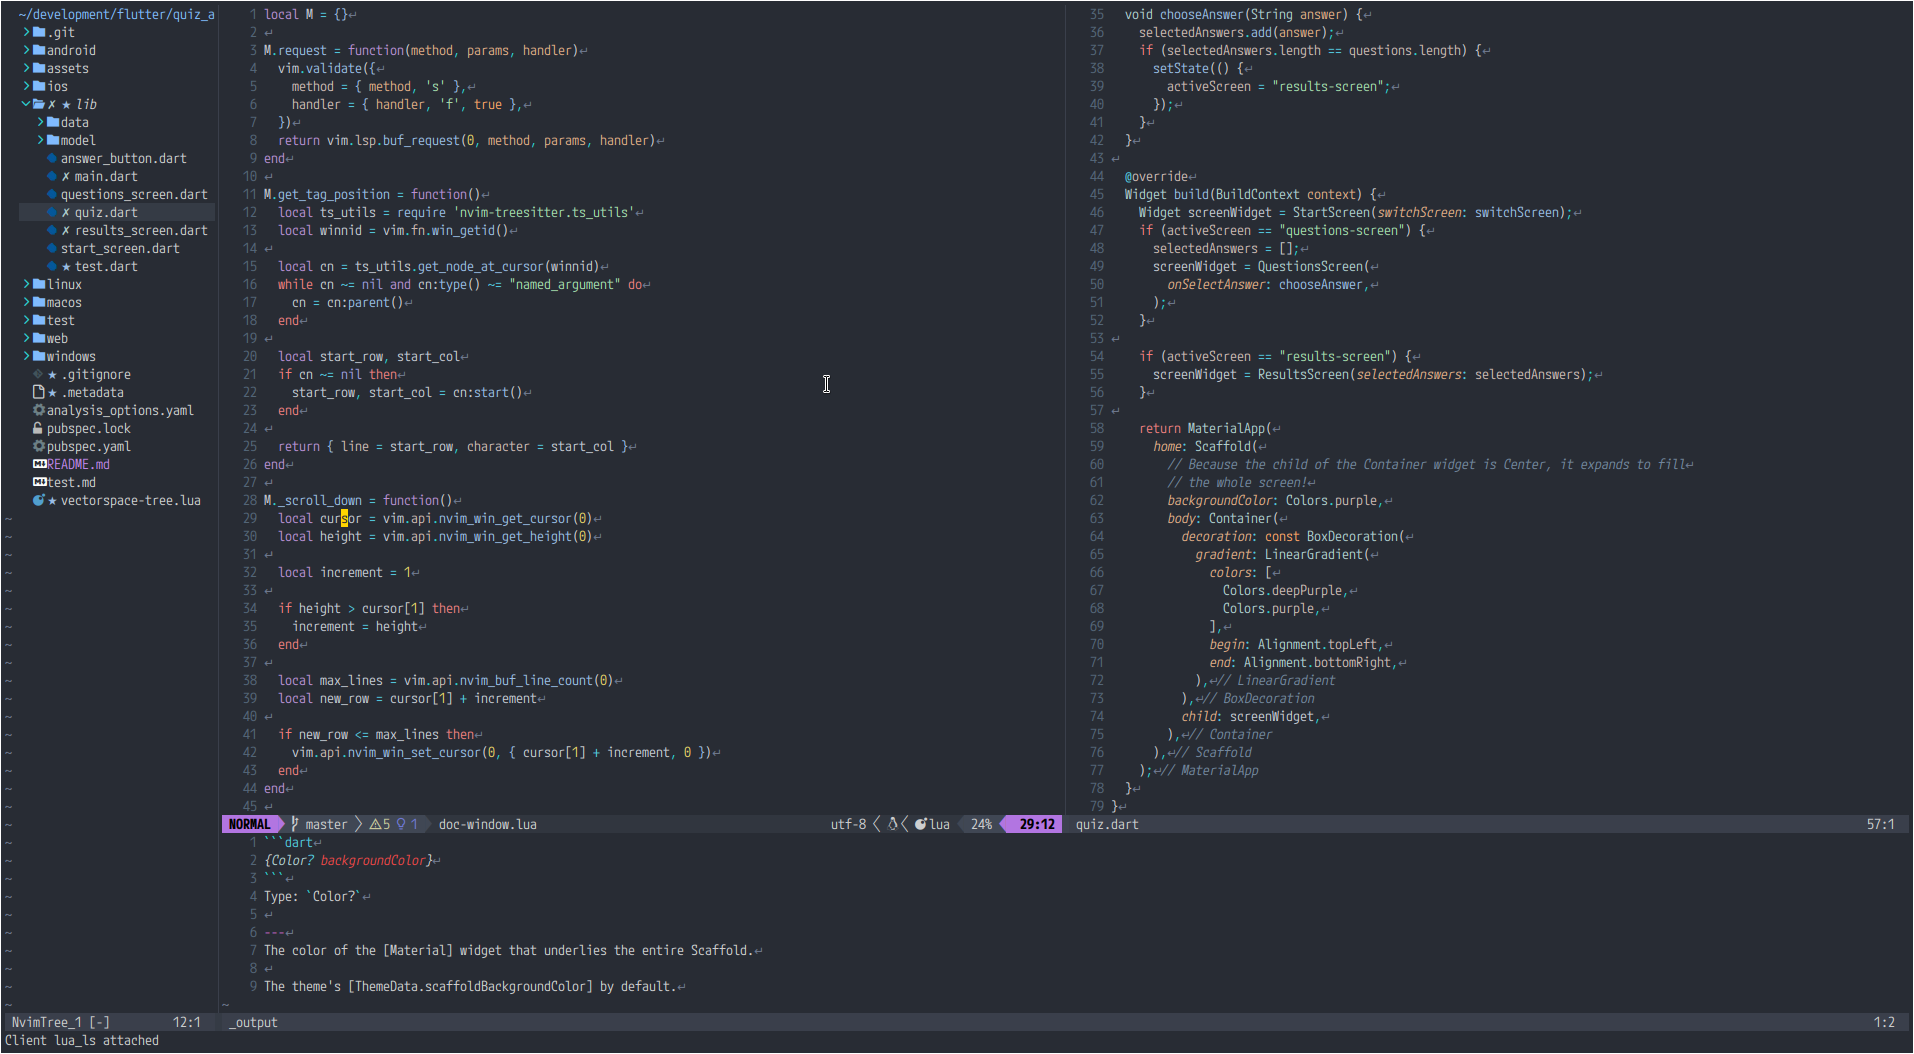 ~/development/flutter/quiz_a
.git
android
assets
ios
✗ ★ lib
data
model
answer_button.dart
✗ main.dart
questions_screen.dart
✗ quiz.dart
✗ results_screen.dart
start_screen.dart
★ test.dart
linux
macos
test
web
windows
★ .gitignore
★ .metadata
analysis_options.yaml
pubspec.lock
pubspec.yaml
README.md
test.md
★ vectorspace-tree.lua
NvimTree_1 [-] 12:1
1 local M = {}↵
2 ↵
3 M.request = function(method, params, handler)↵
4   vim.validate({↵
5     method = { method, 's' },↵
6     handler = { handler, 'f', true },↵
7   })↵
8   return vim.lsp.buf_request(0, method, params, handler)↵
9 end↵
10 ↵
11 M.get_tag_position = function()↵
12   local ts_utils = require 'nvim-treesitter.ts_utils'↵
13   local winnid = vim.fn.win_getid()↵
14 ↵
15   local cn = ts_utils.get_node_at_cursor(winnid)↵
16   while cn ~= nil and cn:type() ~= "named_argument" do↵
17     cn = cn:parent()↵
18   end↵
19 ↵
20   local start_row, start_col↵
21   if cn ~= nil then↵
22     start_row, start_col = cn:start()↵
23   end↵
24 ↵
25   return { line = start_row, character = start_col }↵
26 end↵
27 ↵
28 M._scroll_down = function()↵
29   local cursor = vim.api.nvim_win_get_cursor(0)↵
30   local height = vim.api.nvim_win_get_height(0)↵
31 ↵
32   local increment = 1↵
33 ↵
34   if height > cursor[1] then↵
35     increment = height↵
36   end↵
37 ↵
38   local max_lines = vim.api.nvim_buf_line_count(0)↵
39   local new_row = cursor[1] + increment↵
40 ↵
41   if new_row <= max_lines then↵
42     vim.api.nvim_win_set_cursor(0, { cursor[1] + increment, 0 })↵
43   end↵
44 end↵
45 ↵
NORMAL master 5 1 doc-window.lua utf-8 lua 24% 29:12
35   void chooseAnswer(String answer) {↵
36     selectedAnswers.add(answer);↵
37     if (selectedAnswers.length == questions.length) {↵
38       setState(() {↵
39         activeScreen = "results-screen";↵
40       });↵
41     }↵
42   }↵
43 ↵
44   @override↵
45   Widget build(BuildContext context) {↵
46     Widget screenWidget = StartScreen(switchScreen: switchScreen);↵
47     if (activeScreen == "questions-screen") {↵
48       selectedAnswers = [];↵
49       screenWidget = QuestionsScreen(↵
50         onSelectAnswer: chooseAnswer,↵
51       );↵
52     }↵
53 ↵
54     if (activeScreen == "results-screen") {↵
55       screenWidget = ResultsScreen(selectedAnswers: selectedAnswers);↵
56     }↵
57 ↵
58     return MaterialApp(↵
59       home: Scaffold(↵
60         // Because the child of the Container widget is Center, it expands to fill↵
61         // the whole screen!↵
62         backgroundColor: Colors.purple,↵
63         body: Container(↵
64           decoration: const BoxDecoration(↵
65             gradient: LinearGradient(↵
66               colors: [↵
67                 Colors.deepPurple,↵
68                 Colors.purple,↵
69               ],↵
70               begin: Alignment.topLeft,↵
71               end: Alignment.bottomRight,↵
72             ),↵// LinearGradient
73           ),↵// BoxDecoration
74           child: screenWidget,↵
75         ),↵// Container
76       ),↵// Scaffold
77     );↵// MaterialApp
78   }↵
79 }↵
quiz.dart 57:1
1 ```dart↵
2 {Color? backgroundColor}↵
3 ```↵
4 Type: `Color?`↵
5 ↵
6 ---↵
7 The color of the [Material] widget that underlies the entire Scaffold.↵
8 ↵
9 The theme's [ThemeData.scaffoldBackgroundColor] by default.↵
~
_output 1:2
Client lua_ls attached